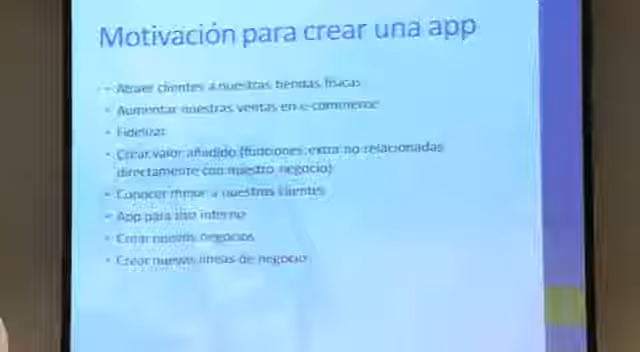 Motivación para crear una app
- Atraer clientes a nuestras tiendas físicas
- Aumentar nuestras ventas en e-commerce
- Fidelizar
- Crear valor añadido (funciones extra no relacionadas
directamente con nuestro negocio)
- Conocer mejor a nuestros clientes
- App para uso interno
- Crear nuevos negocios
- Crear nuevas líneas de negocio